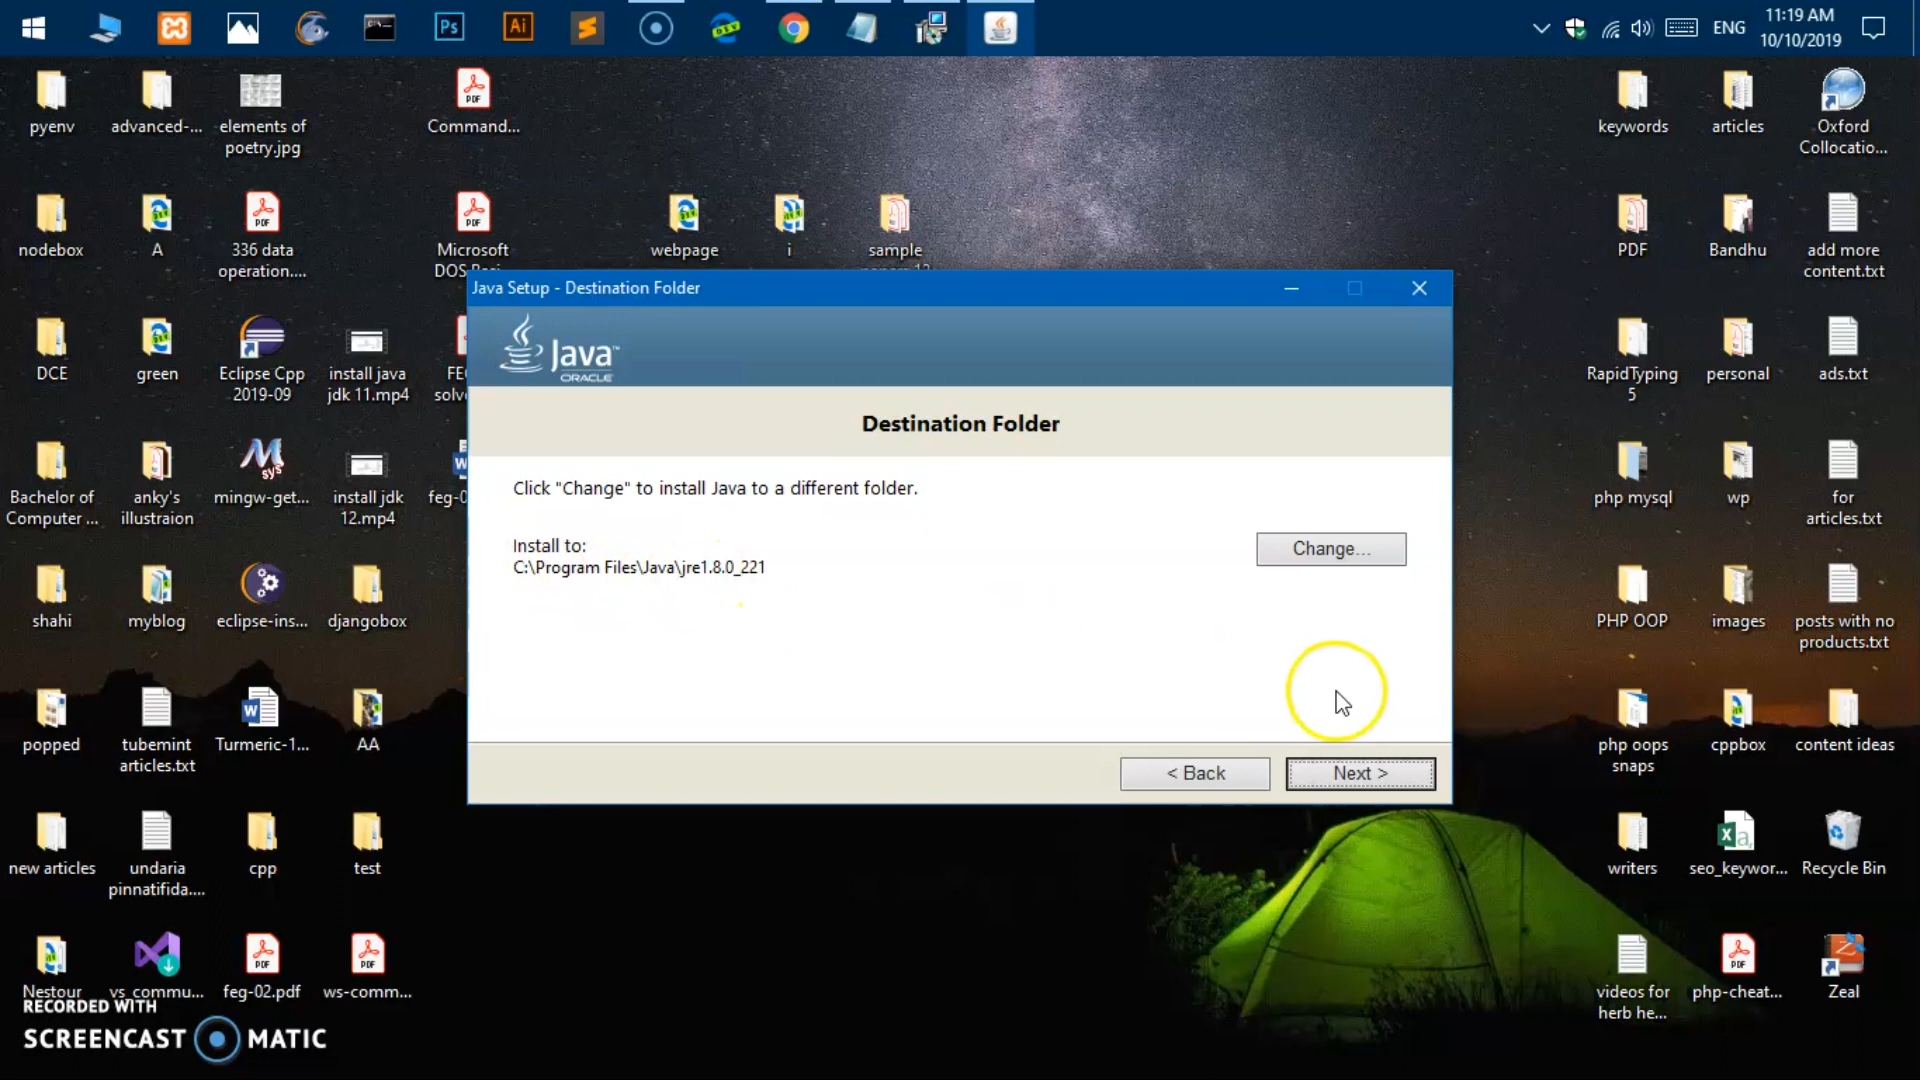 ENG
11:19 AM
10/10/2019
Ps
Ai
pyenv
advanced-...
elements of
poetry.jpg
Command...
keywords
articles
Oxford
Collocatio...
nodebox
A
336 data
operation....
Microsoft
webpage
i
sample
PDF
Bandhu
add more
content.txt
Java Setup - Destination Folder
Java™
ORACLE
Destination Folder
Click "Change" to install Java to a different folder.
Install to:
C:\Program Files\Java\jre1.8.0_221
Change...
< Back
Next >
DCE
green
Eclipse Cpp
2019-09
install java
jdk 11.mp4
RapidTyping
5
personal
ads.txt
Bachelor of
Computer ...
anky's
illustraion
mingw-get...
install jdk
12.mp4
php mysql
wp
for
articles.txt
shahi
myblog
eclipse-ins...
djangobox
PHP OOP
images
posts with no
products.txt
popped
tubemint
articles.txt
Turmeric-1...
AA
php oops
snaps
cppbox
content ideas
new articles
undaria
pinnatifida....
cpp
test
writers
seo_keywor...
Recycle Bin
Nestour
vs_commu...
feg-02.pdf
ws-comm...
videos for
herb he...
php-cheat...
Zeal
RECORDED WITH
SCREENCAST MATIC